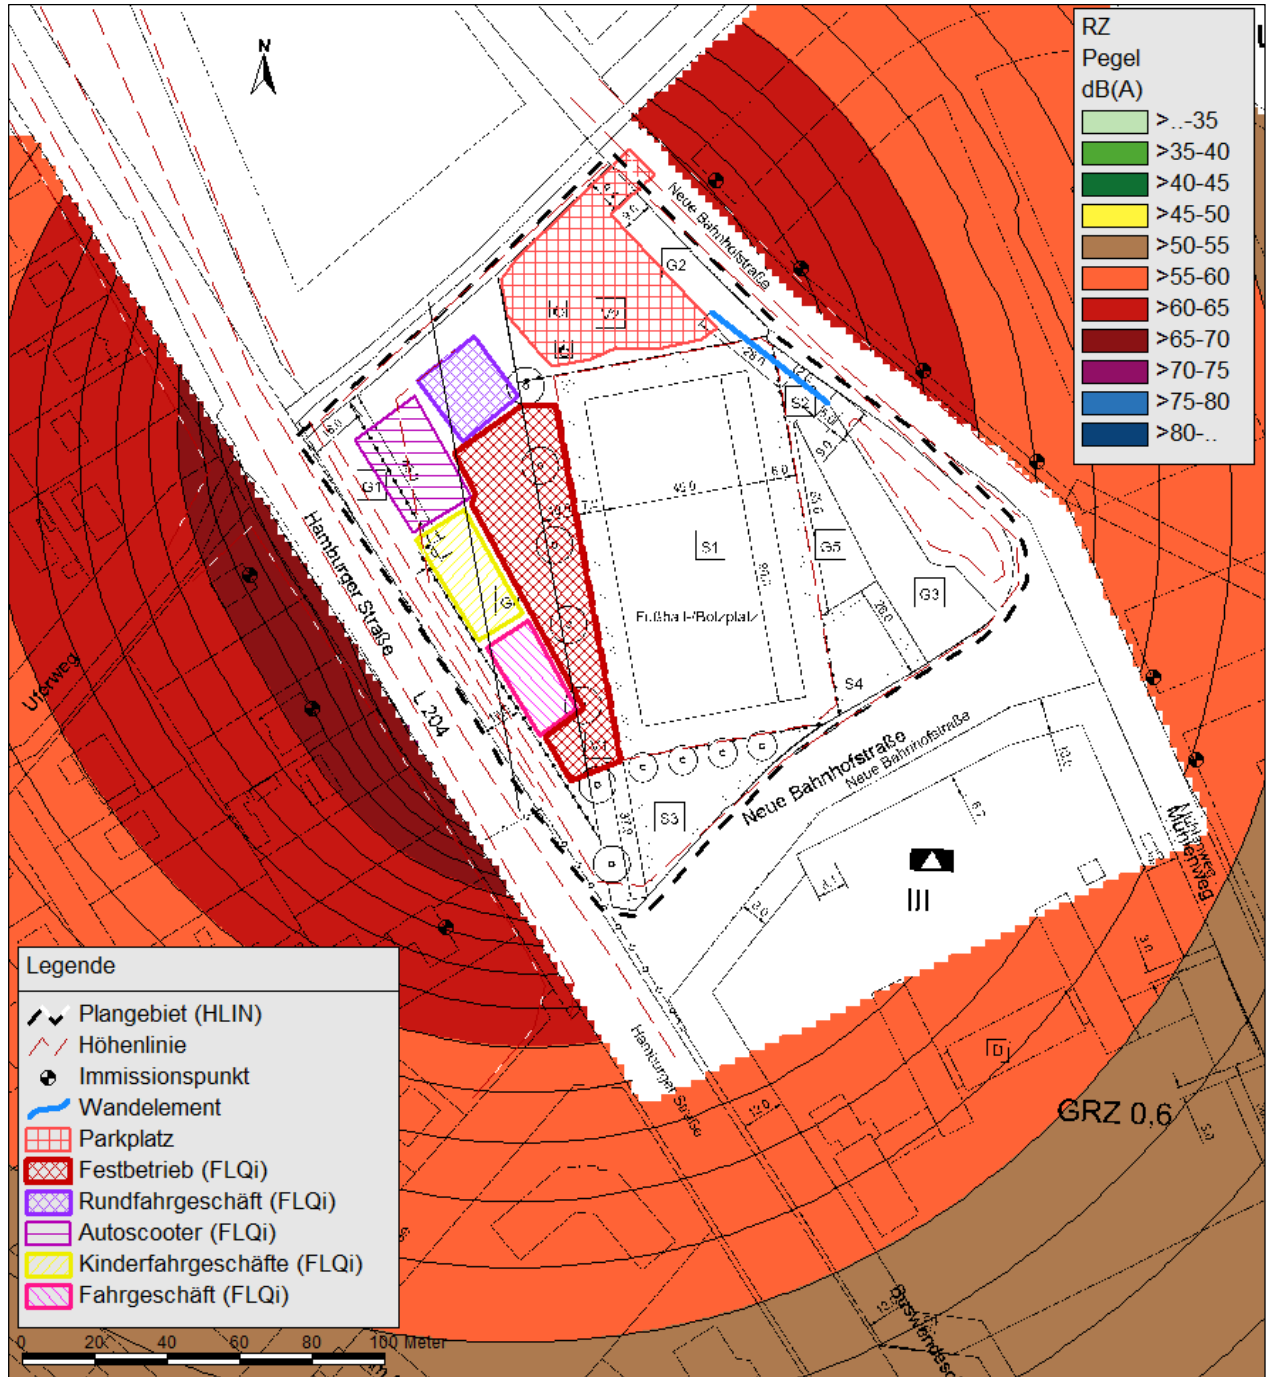 N
RZ
Pegel
dB(A)
>..-35
>35-40
>40-45
>45-50
>50-55
>55-60
>60-65
>65-70
>70-75
>75-80
>80-..
Neue Bahnhofstraße
G2
S2
G1
S1
G5
G3
Fußball-/Bolzplatz
S4
S3
Hamburger Straße
L 204
Uferweg
Neue Bahnhofstraße
Neue Bahnhofstraße
Mühlenweg
Mühlenweg
III
D
GRZ 0,6
Hamburger Straße
Legende
Plangebiet (HLIN)
Höhenlinie
Immissionspunkt
Wandelement
Parkplatz
Festbetrieb (FLQi)
Rundfahrgeschäft (FLQi)
Autoscooter (FLQi)
Kinderfahrgeschäfte (FLQi)
Fahrgeschäft (FLQi)
0 20 40 60 80 100 Meter